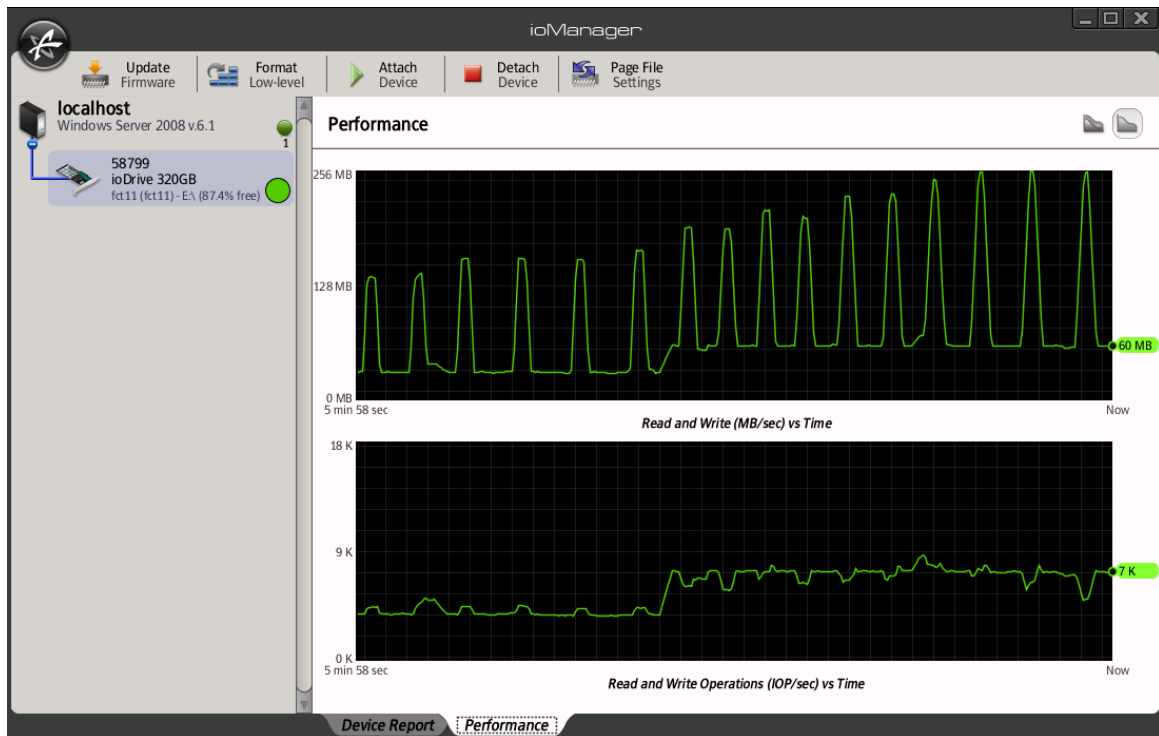 ioManager
Update
Firmware
Format
Low-level
Attach
Device
Detach
Device
Page File
Settings
localhost
Windows Server 2008 v.6.1
1
58799
ioDrive 320GB
fct11 (fct11) - E:\ (87.4% free)
Performance
256 MB
128 MB
60 MB
0 MB
5 min 58 sec
Now
Read and Write (MB/sec) vs Time
18 K
9 K
7 K
0 K
5 min 58 sec
Now
Read and Write Operations (IOP/sec) vs Time
Device Report
Performance